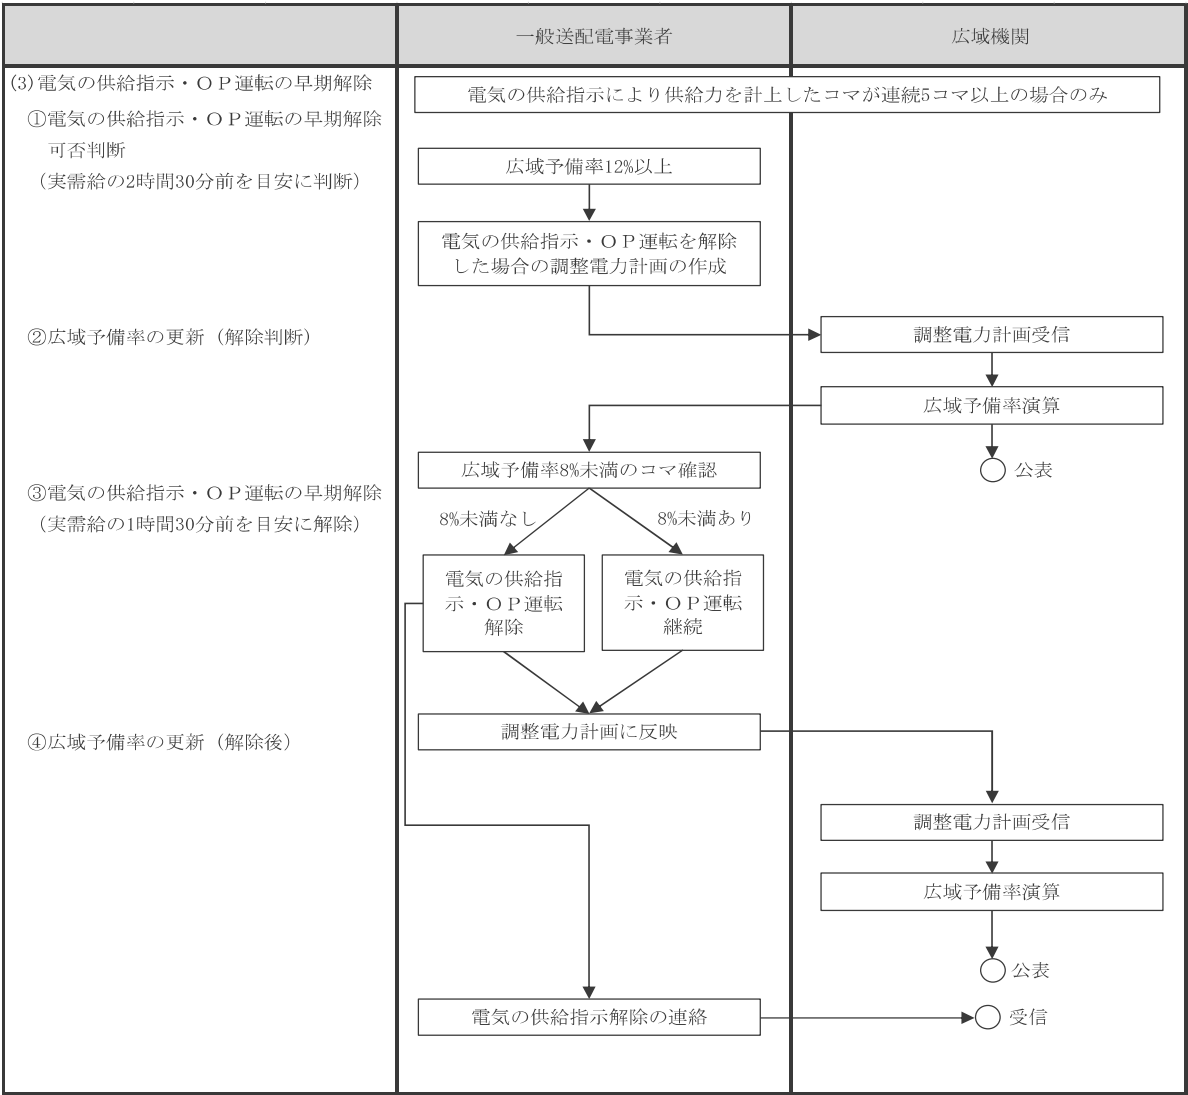 一般送配電事業者
広域機関
(3)電気の供給指示・ＯＰ運転の早期解除
電気の供給指示により供給力を計上したコマが連続5コマ以上の場合のみ
①電気の供給指示・ＯＰ運転の早期解除
可否判断
（実需給の2時間30分前を目安に判断）
広域予備率12%以上
電気の供給指示・ＯＰ運転を解除
した場合の調整電力計画の作成
②広域予備率の更新（解除判断）
調整電力計画受信
広域予備率演算
公表
広域予備率8%未満のコマ確認
③電気の供給指示・ＯＰ運転の早期解除
（実需給の1時間30分前を目安に解除）
8%未満なし
8%未満あり
電気の供給指
示・ＯＰ運転
解除
電気の供給指
示・ＯＰ運転
継続
④広域予備率の更新（解除後）
調整電力計画に反映
調整電力計画受信
広域予備率演算
公表
電気の供給指示解除の連絡
受信